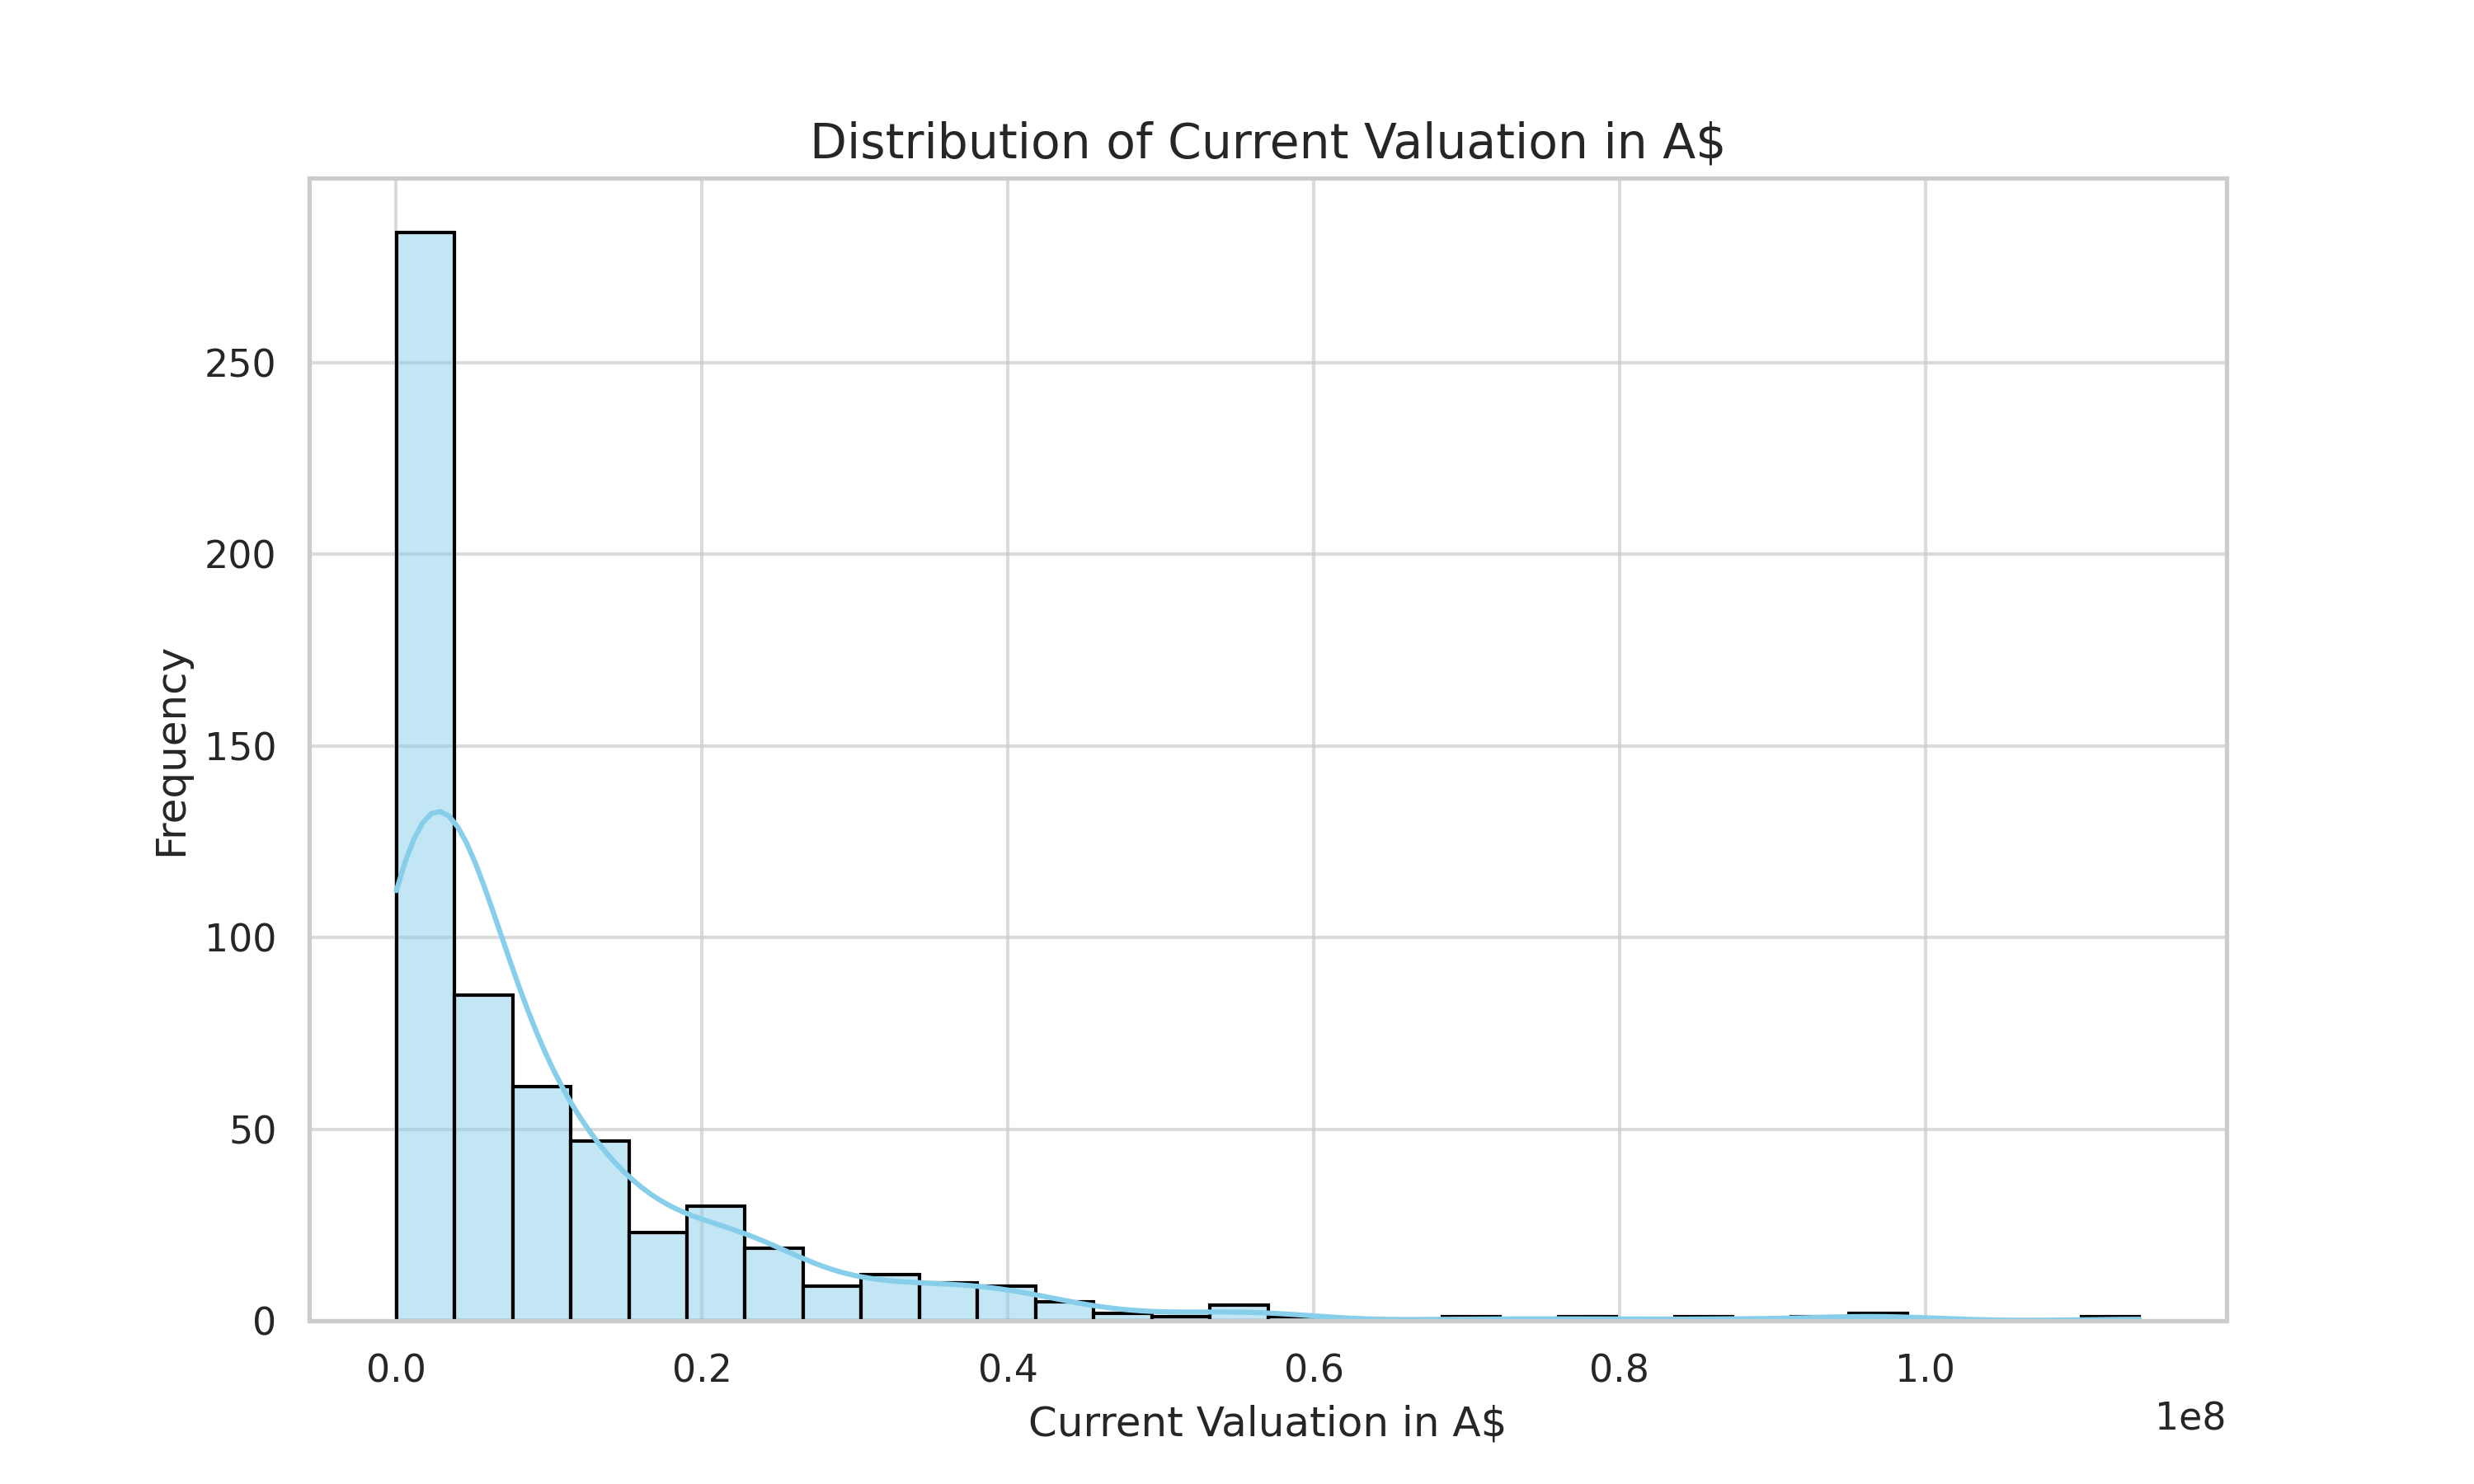 Distribution of Current Valuation in A$
Frequency
250
200
150
100
50
0
0.0 0.2 0.4 0.6 0.8 1.0
1e8
Current Valuation in A$